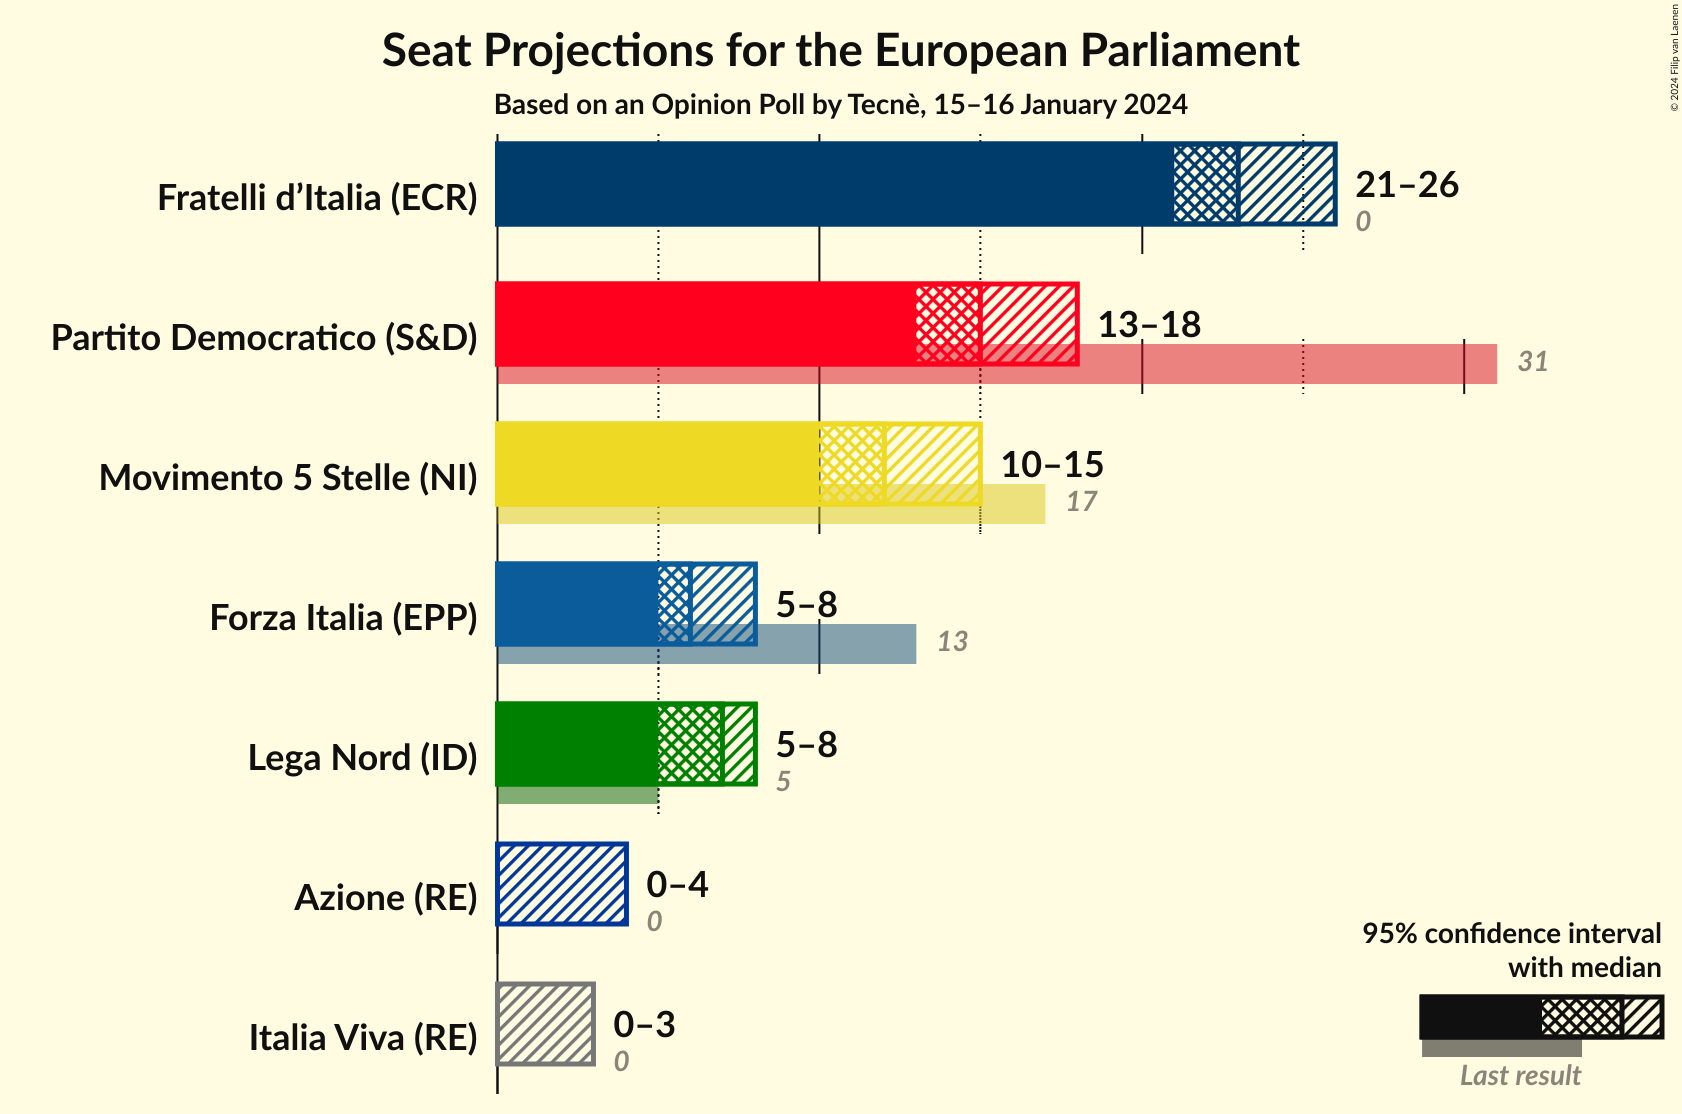 Seat Projections for the European Parliament
Based on an Opinion Poll by Tecnè, 15–16 January 2024
© 2024 Filip van Laenen
Fratelli d’Italia (ECR)
21–26
0
Partito Democratico (S&D)
13–18
31
Movimento 5 Stelle (NI)
10–15
17
Forza Italia (EPP)
5–8
13
Lega Nord (ID)
5–8
5
Azione (RE)
0–4
0
Italia Viva (RE)
0–3
0
95% confidence interval
with median
Last result